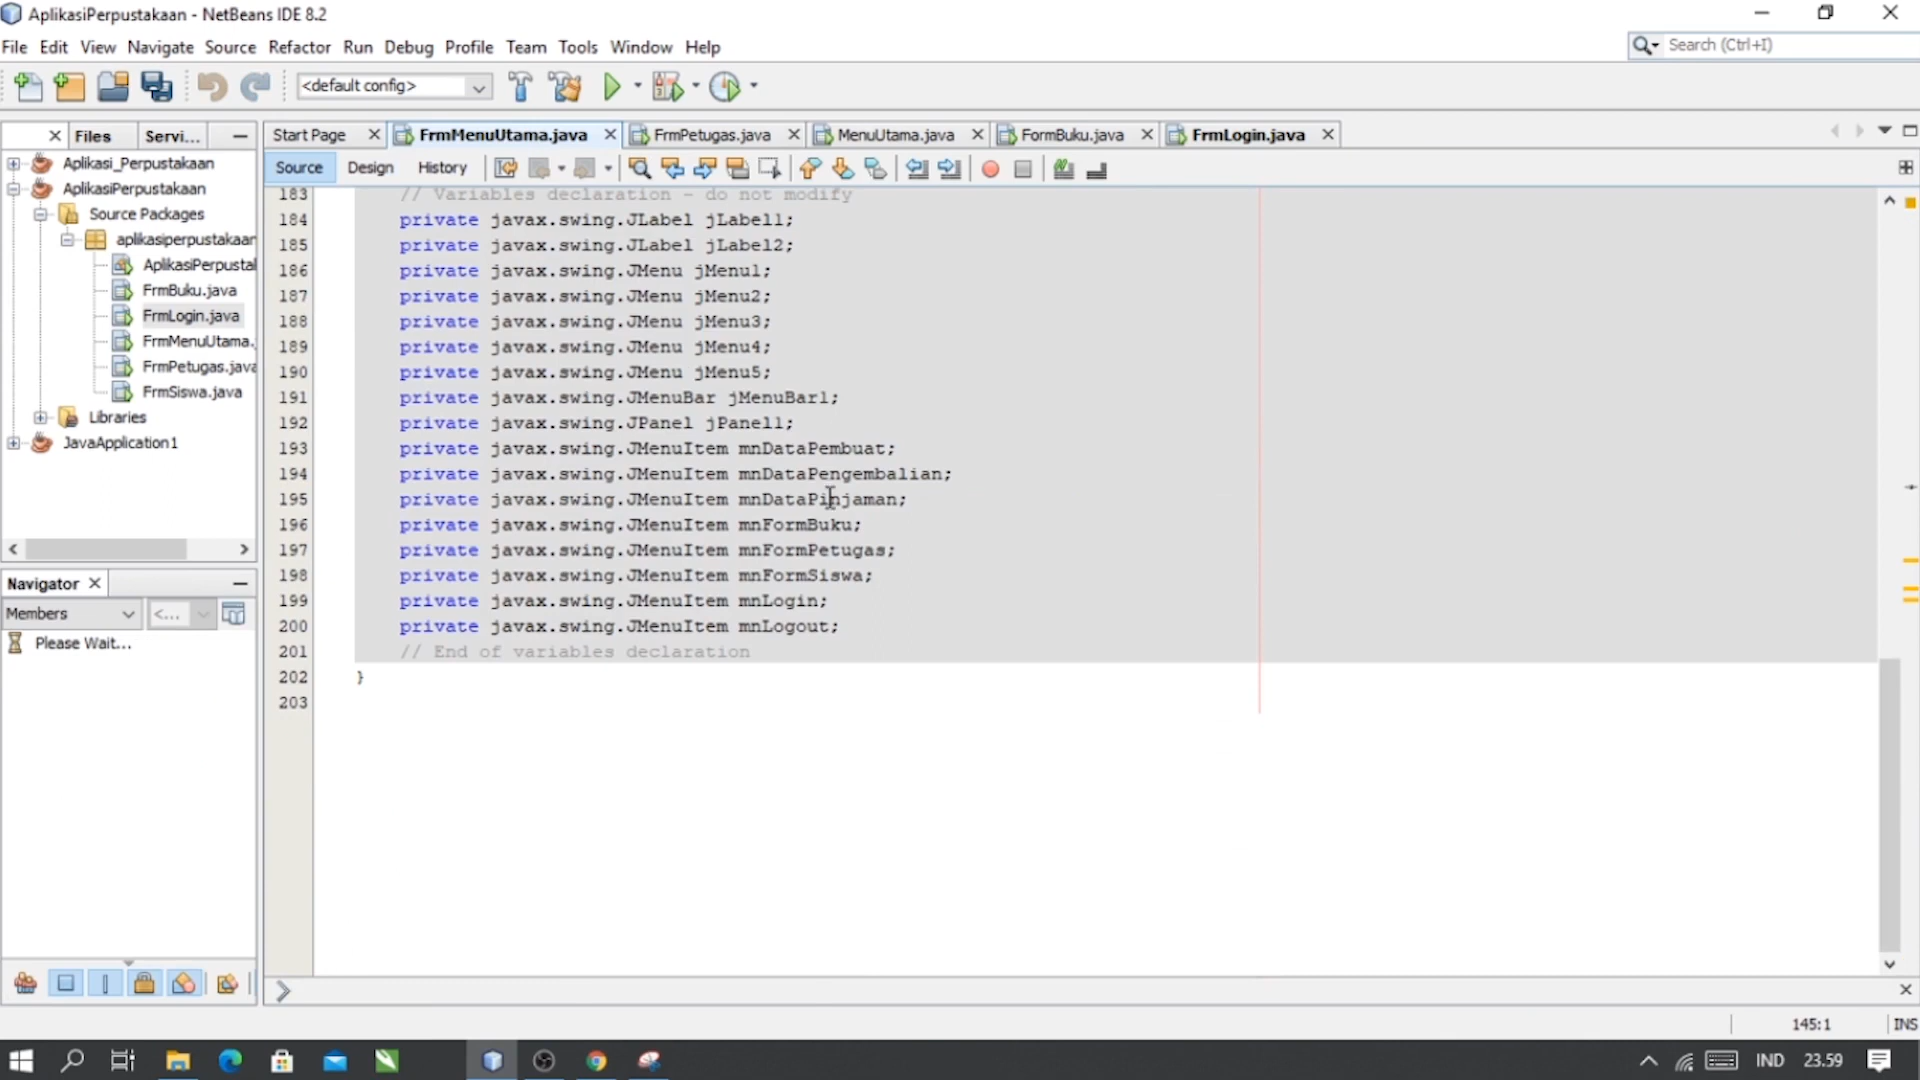 AplikasiPerpustakaan - NetBeans IDE 8.2
File Edit View Navigate Source Refactor Run Debug Profile Team Tools Window Help
Search (Ctrl+I)
<default config>
Files Servi...
Start Page FrmMenuUtama.java FrmPetugas.java MenuUtama.java FormBuku.java FrmLogin.java
Source Design History
Aplikasi_Perpustakaan
AplikasiPerpustakaan
Source Packages
aplikasiperpustakaan
AplikasiPerpustal
FrmBuku.java
FrmLogin.java
FrmMenuUtama.
FrmPetugas.java
FrmSiswa.java
Libraries
JavaApplication1
Navigator
Members <...
Please Wait...
183 // Variables declaration - do not modify
184 private javax.swing.JLabel jLabel1;
185 private javax.swing.JLabel jLabel2;
186 private javax.swing.JMenu jMenu1;
187 private javax.swing.JMenu jMenu2;
188 private javax.swing.JMenu jMenu3;
189 private javax.swing.JMenu jMenu4;
190 private javax.swing.JMenu jMenu5;
191 private javax.swing.JMenuBar jMenuBar1;
192 private javax.swing.JPanel jPanel1;
193 private javax.swing.JMenuItem mnDataPembuat;
194 private javax.swing.JMenuItem mnDataPengembalian;
195 private javax.swing.JMenuItem mnDataPinjaman;
196 private javax.swing.JMenuItem mnFormBuku;
197 private javax.swing.JMenuItem mnFormPetugas;
198 private javax.swing.JMenuItem mnFormSiswa;
199 private javax.swing.JMenuItem mnLogin;
200 private javax.swing.JMenuItem mnLogout;
201 // End of variables declaration
202 }
203
145:1 INS
IND 23.59